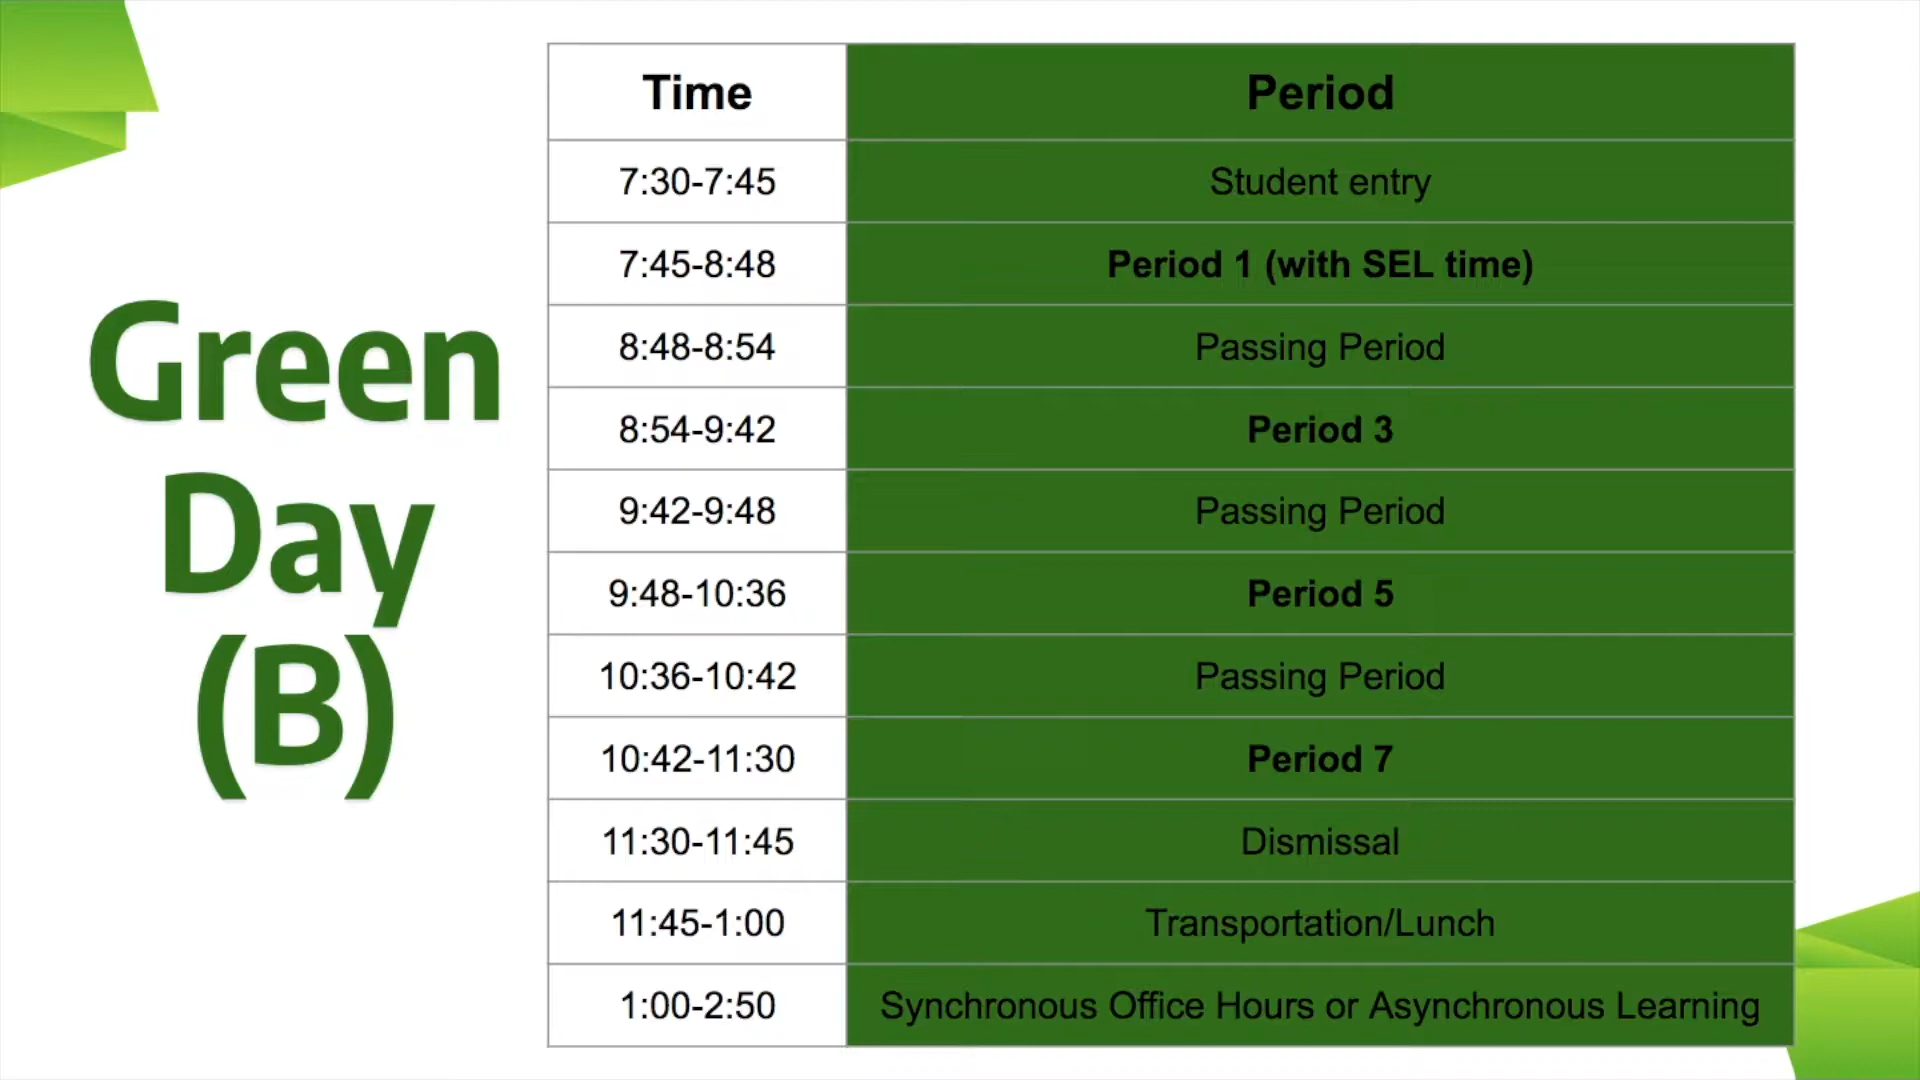 Green
Day
(B)
Time Period
7:30-7:45 Student entry
7:45-8:48 Period 1 (with SEL time)
8:48-8:54 Passing Period
8:54-9:42 Period 3
9:42-9:48 Passing Period
9:48-10:36 Period 5
10:36-10:42 Passing Period
10:42-11:30 Period 7
11:30-11:45 Dismissal
11:45-1:00 Transportation/Lunch
1:00-2:50 Synchronous Office Hours or Asynchronous Learning